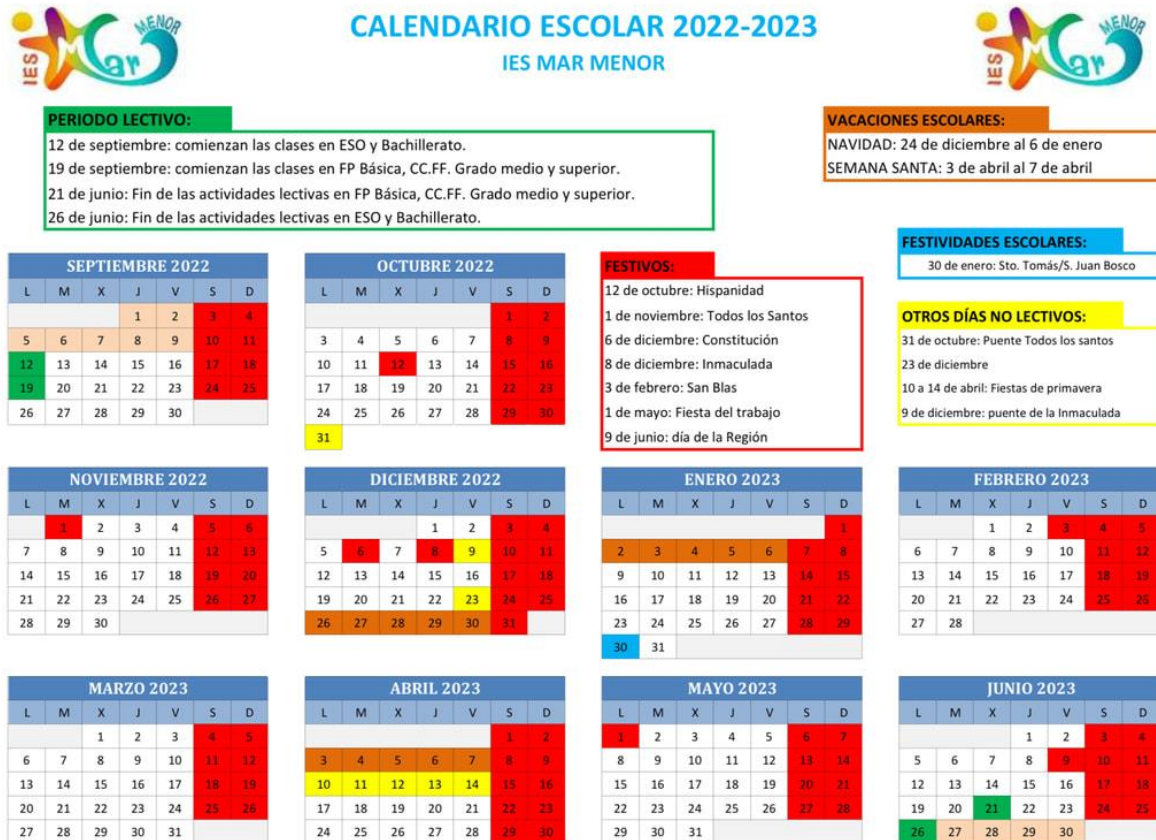 IES Mar MENOR
CALENDARIO ESCOLAR 2022-2023
IES MAR MENOR
IES Mar MENOR
PERIODO LECTIVO:
12 de septiembre: comienzan las clases en ESO y Bachillerato.
19 de septiembre: comienzan las clases en FP Básica, CC.FF. Grado medio y superior.
21 de junio: Fin de las actividades lectivas en FP Básica, CC.FF. Grado medio y superior.
26 de junio: Fin de las actividades lectivas en ESO y Bachillerato.
VACACIONES ESCOLARES:
NAVIDAD: 24 de diciembre al 6 de enero
SEMANA SANTA: 3 de abril al 7 de abril
SEPTIEMBRE 2022
L M X J V S D
1 2 3 4
5 6 7 8 9 10 11
12 13 14 15 16 17 18
19 20 21 22 23 24 25
26 27 28 29 30
OCTUBRE 2022
L M X J V S D
1 2
3 4 5 6 7 8 9
10 11 12 13 14 15 16
17 18 19 20 21 22 23
24 25 26 27 28 29 30
31
FESTIVOS:
12 de octubre: Hispanidad
1 de noviembre: Todos los Santos
6 de diciembre: Constitución
8 de diciembre: Inmaculada
3 de febrero: San Blas
1 de mayo: Fiesta del trabajo
9 de junio: día de la Región
FESTIVIDADES ESCOLARES:
30 de enero: Sto. Tomás/S. Juan Bosco
OTROS DÍAS NO LECTIVOS:
31 de octubre: Puente Todos los santos
23 de diciembre
10 a 14 de abril: Fiestas de primavera
9 de diciembre: puente de la Inmaculada
NOVIEMBRE 2022
L M X J V S D
1 2 3 4 5 6
7 8 9 10 11 12 13
14 15 16 17 18 19 20
21 22 23 24 25 26 27
28 29 30
DICIEMBRE 2022
L M X J V S D
1 2 3 4
5 6 7 8 9 10 11
12 13 14 15 16 17 18
19 20 21 22 23 24 25
26 27 28 29 30 31
ENERO 2023
L M X J V S D
1
2 3 4 5 6 7 8
9 10 11 12 13 14 15
16 17 18 19 20 21 22
23 24 25 26 27 28 29
30 31
FEBRERO 2023
L M X J V S D
1 2 3 4 5
6 7 8 9 10 11 12
13 14 15 16 17 18 19
20 21 22 23 24 25 26
27 28
MARZO 2023
L M X J V S D
1 2 3 4 5
6 7 8 9 10 11 12
13 14 15 16 17 18 19
20 21 22 23 24 25 26
27 28 29 30 31
ABRIL 2023
L M X J V S D
1 2
3 4 5 6 7 8 9
10 11 12 13 14 15 16
17 18 19 20 21 22 23
24 25 26 27 28 29 30
MAYO 2023
L M X J V S D
1 2 3 4 5 6 7
8 9 10 11 12 13 14
15 16 17 18 19 20 21
22 23 24 25 26 27 28
29 30 31
JUNIO 2023
L M X J V S D
1 2 3 4
5 6 7 8 9 10 11
12 13 14 15 16 17 18
19 20 21 22 23 24 25
26 27 28 29 30